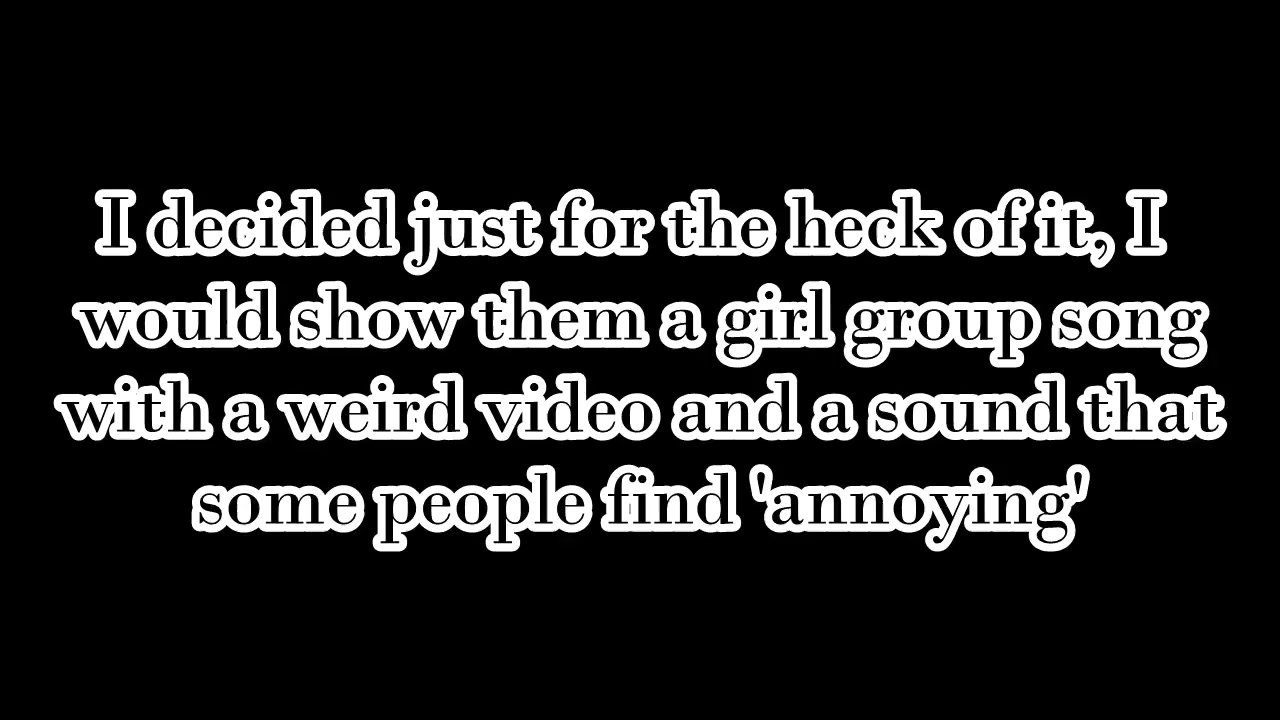 I decided just for the heck of it, I
would show them a girl group song
with a weird video and a sound that
some people find 'annoying'